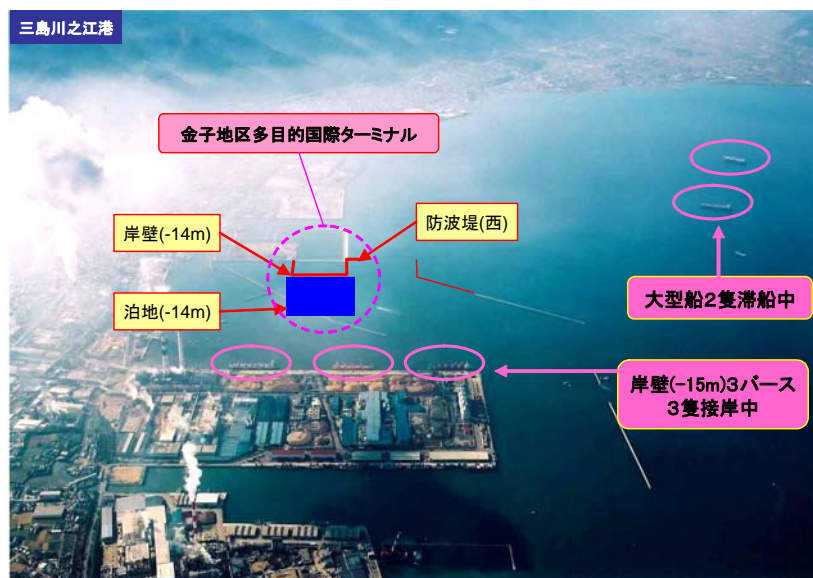 三島川之江港
金子地区多目的国際ターミナル
岸壁(-14m)
防波堤(西)
泊地(-14m)
大型船2隻滞船中
岸壁(-15m)3バース
3隻接岸中